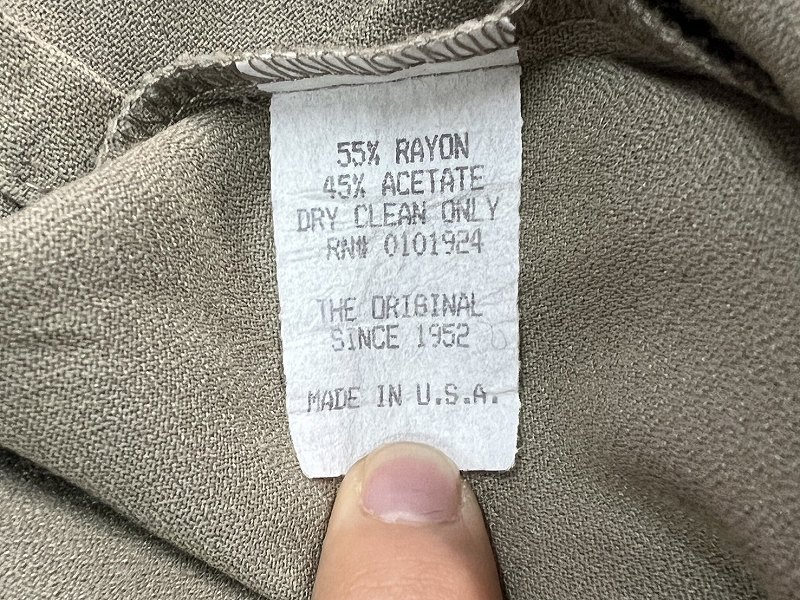 55% RAYON
45% ACETATE
DRY CLEAN ONLY
RN# 0101924
THE ORIGINAL
SINCE 1952
MADE IN U.S.A.